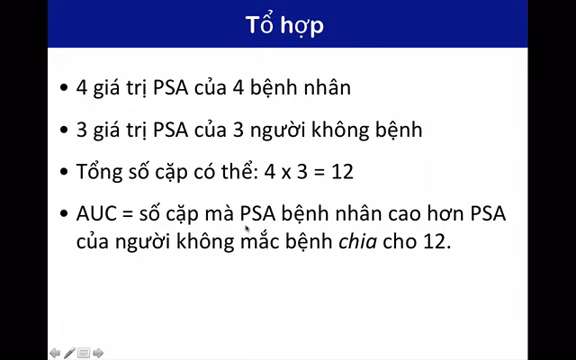 Tổ hợp
• 4 giá trị PSA của 4 bệnh nhân
• 3 giá trị PSA của 3 người không bệnh
• Tổng số cặp có thể: 4 x 3 = 12
• AUC = số cặp mà PSA bệnh nhân cao hơn PSA
của người không mắc bệnh chia cho 12.